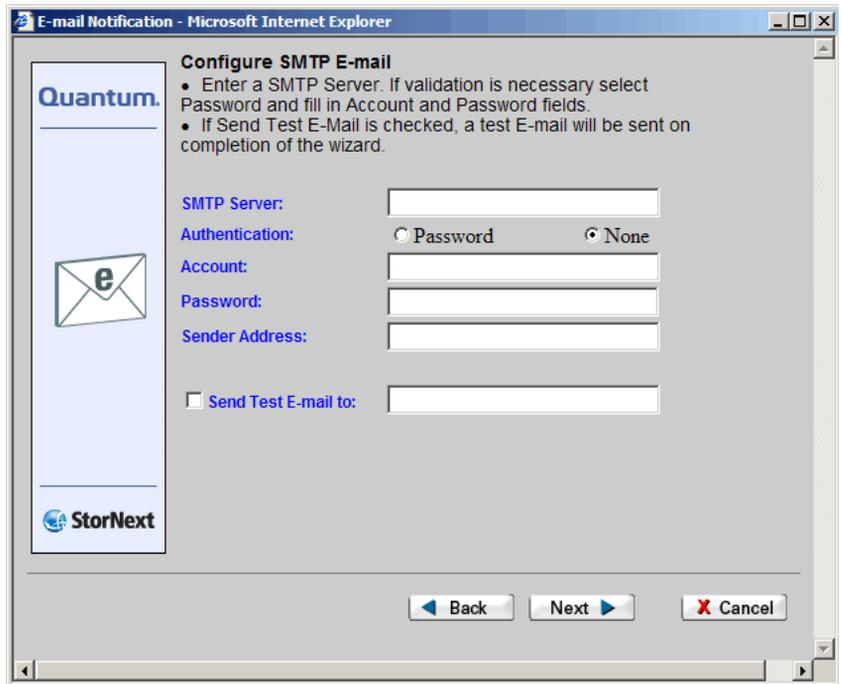 E-mail Notification - Microsoft Internet Explorer
Configure SMTP E-mail
• Enter a SMTP Server. If validation is necessary select
Password and fill in Account and Password fields.
• If Send Test E-Mail is checked, a test E-mail will be sent on
completion of the wizard.
Quantum.
SMTP Server:
Authentication: Password None
Account:
e
Password:
Sender Address:
Send Test E-mail to:
StorNext
Back Next X Cancel